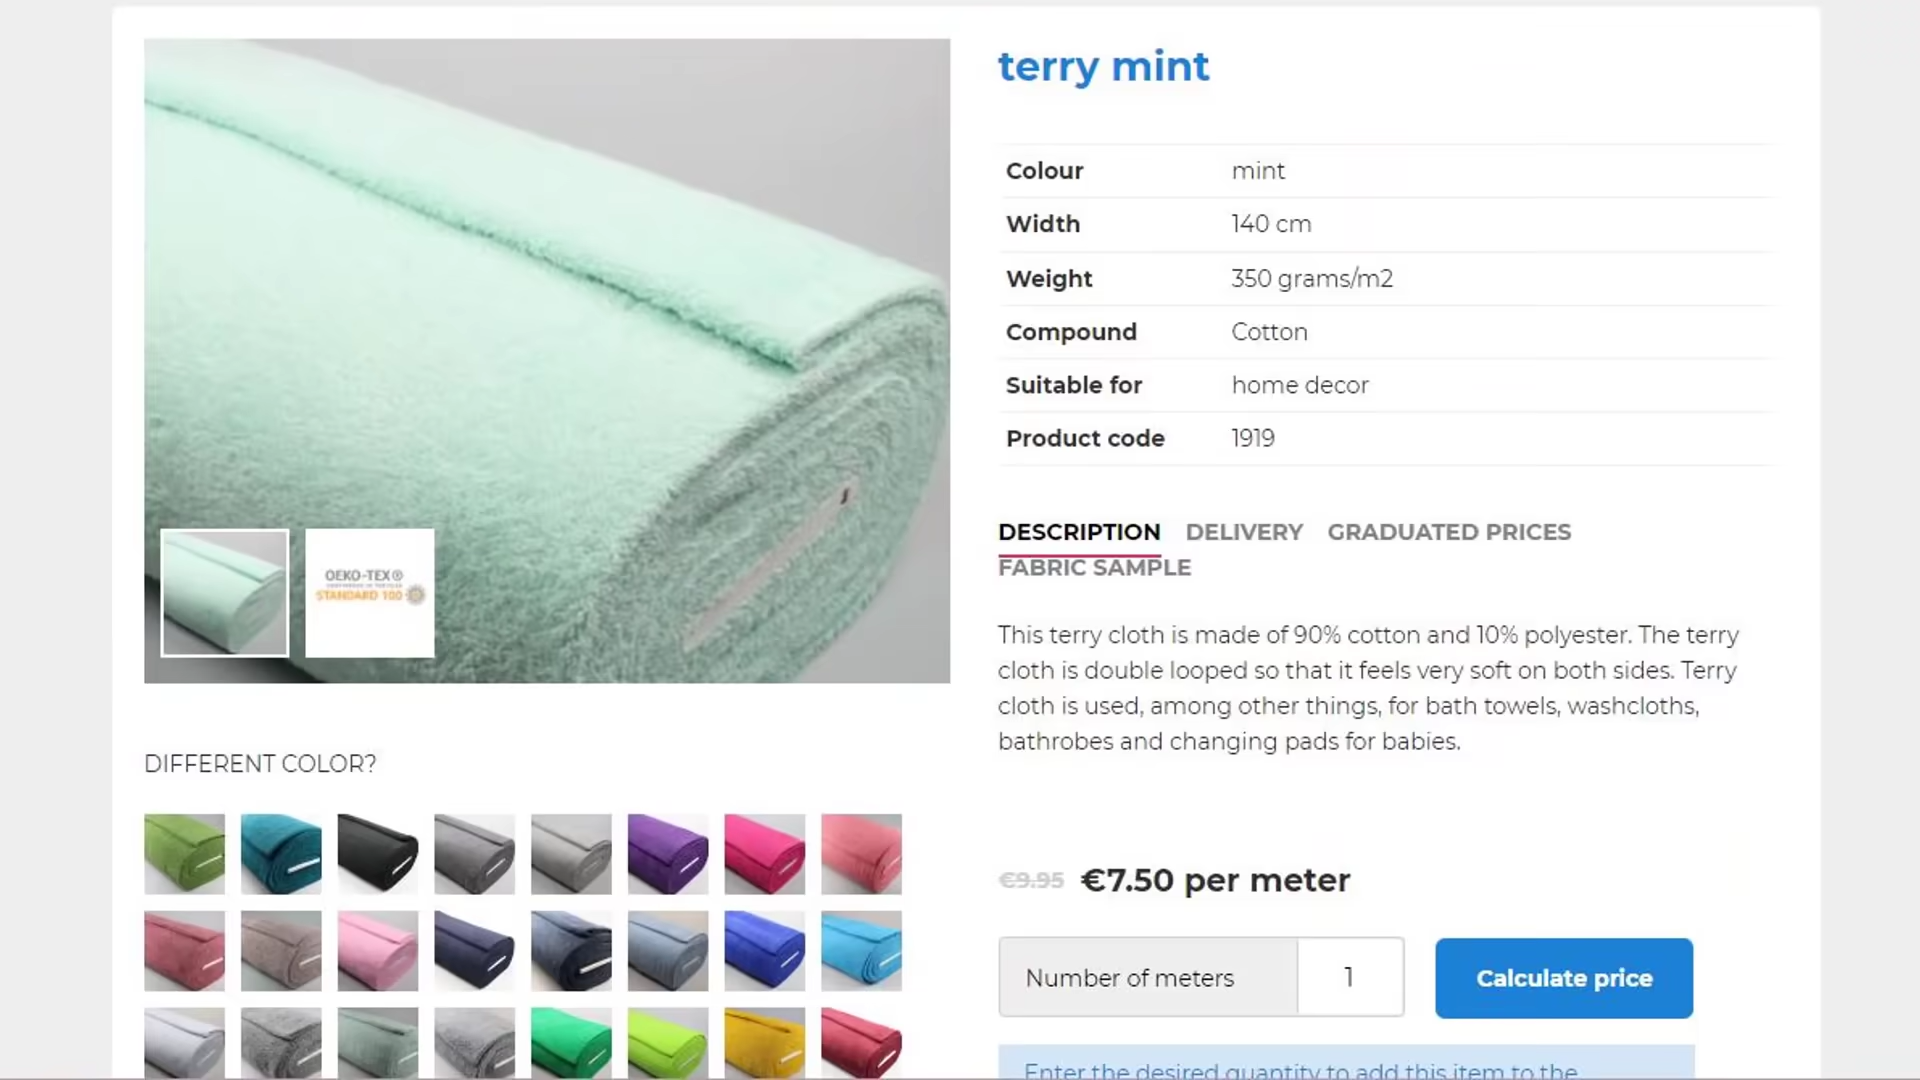 terry mint
Colour mint
Width 140 cm
Weight 350 grams/m2
Compound Cotton
Suitable for home decor
Product code 1919
DESCRIPTION DELIVERY GRADUATED PRICES
FABRIC SAMPLE
OEKO-TEX®
STANDARD 100
This terry cloth is made of 90% cotton and 10% polyester. The terry
cloth is double looped so that it feels very soft on both sides. Terry
cloth is used, among other things, for bath towels, washcloths,
bathrobes and changing pads for babies.
DIFFERENT COLOR?
€9.95 €7.50 per meter
Number of meters 1 Calculate price
Enter the desired quantity to add this item to the